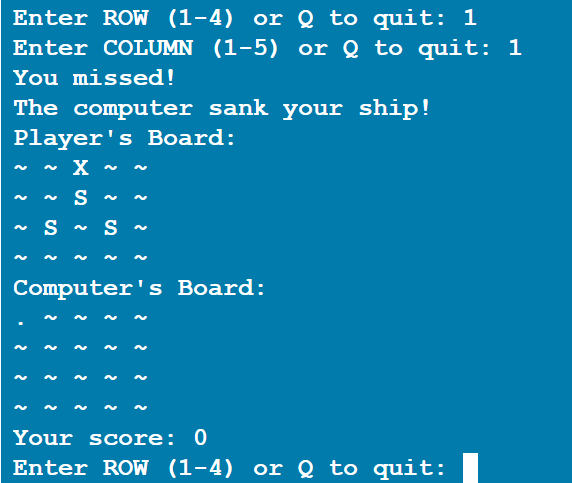 Enter ROW (1-4) or Q to quit: 1
Enter COLUMN (1-5) or Q to quit: 1
You missed!
The computer sank your ship!
Player's Board:
~ ~ X ~ ~
~ ~ S ~ ~
~ S ~ S ~
~ ~ ~ ~ ~
Computer's Board:
. ~ ~ ~ ~
~ ~ ~ ~ ~
~ ~ ~ ~ ~
~ ~ ~ ~ ~
Your score: 0
Enter ROW (1-4) or Q to quit: